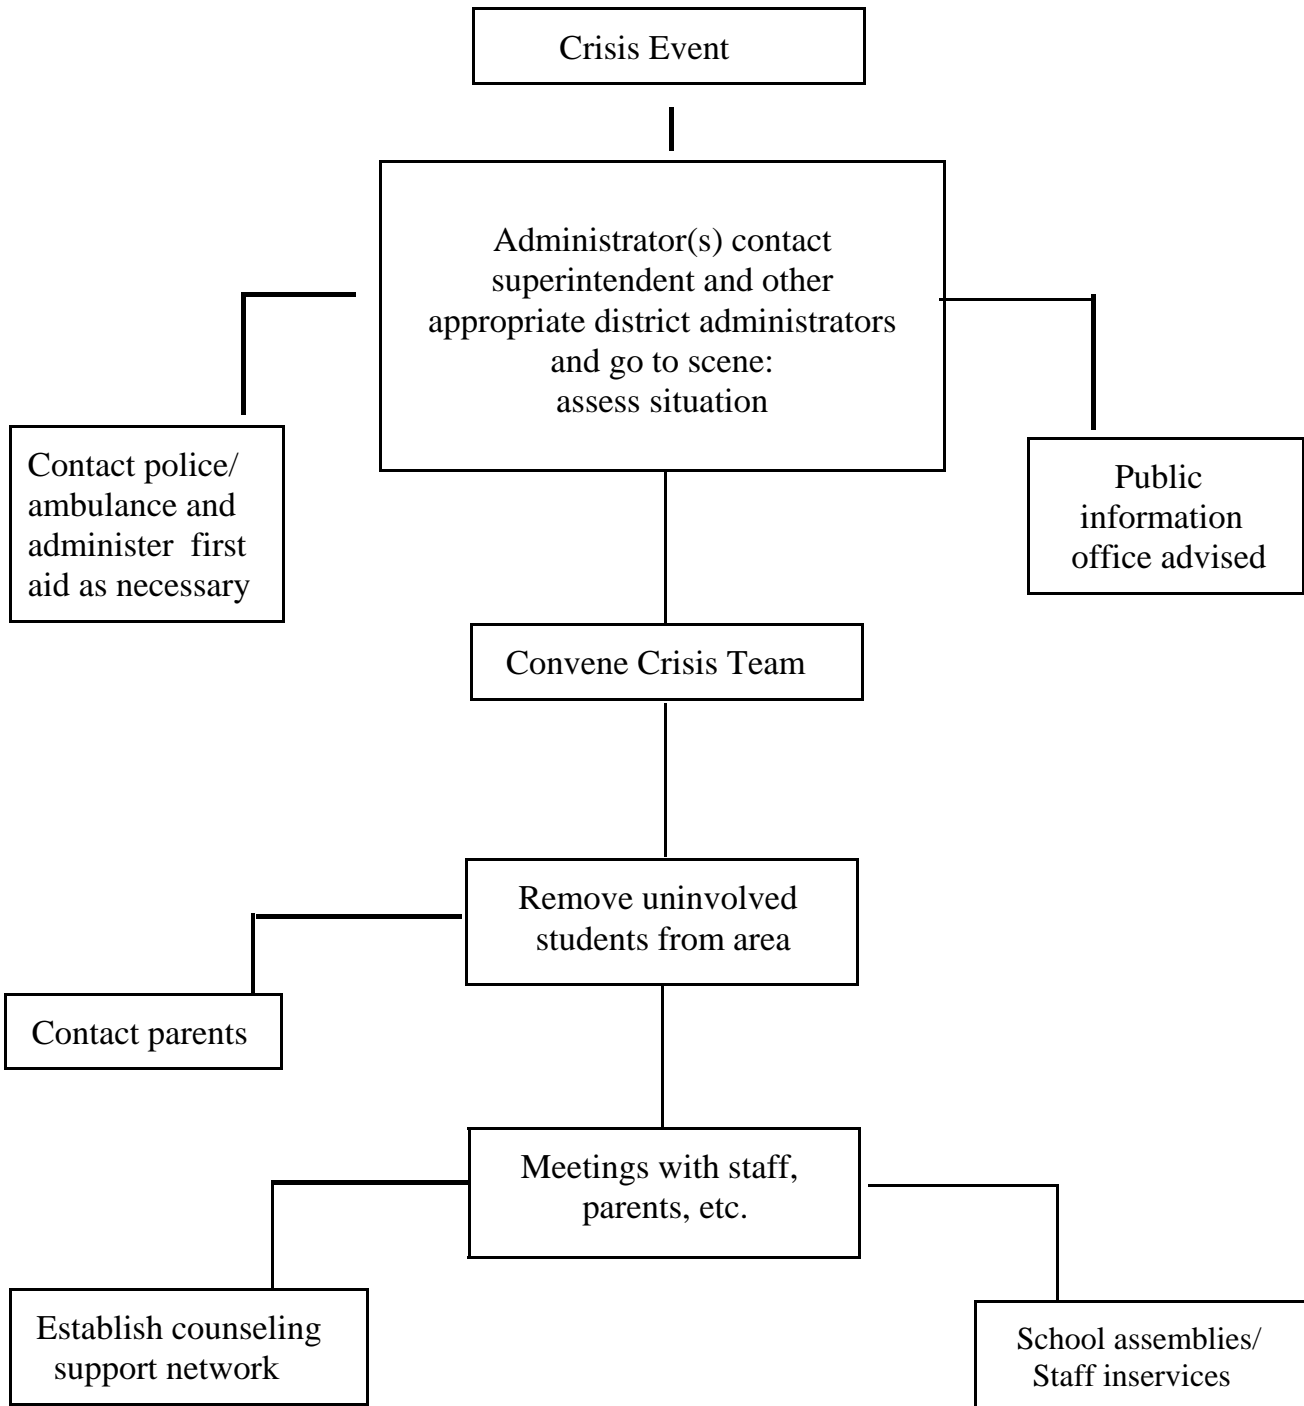 Crisis Event
Administrator(s) contact
superintendent and other
appropriate district administrators
and go to scene:
assess situation
Contact police/
ambulance and
administer first
aid as necessary
Public
information
office advised
Convene Crisis Team
Remove uninvolved
students from area
Contact parents
Meetings with staff,
parents, etc.
Establish counseling
support network
School assemblies/
Staff inservices